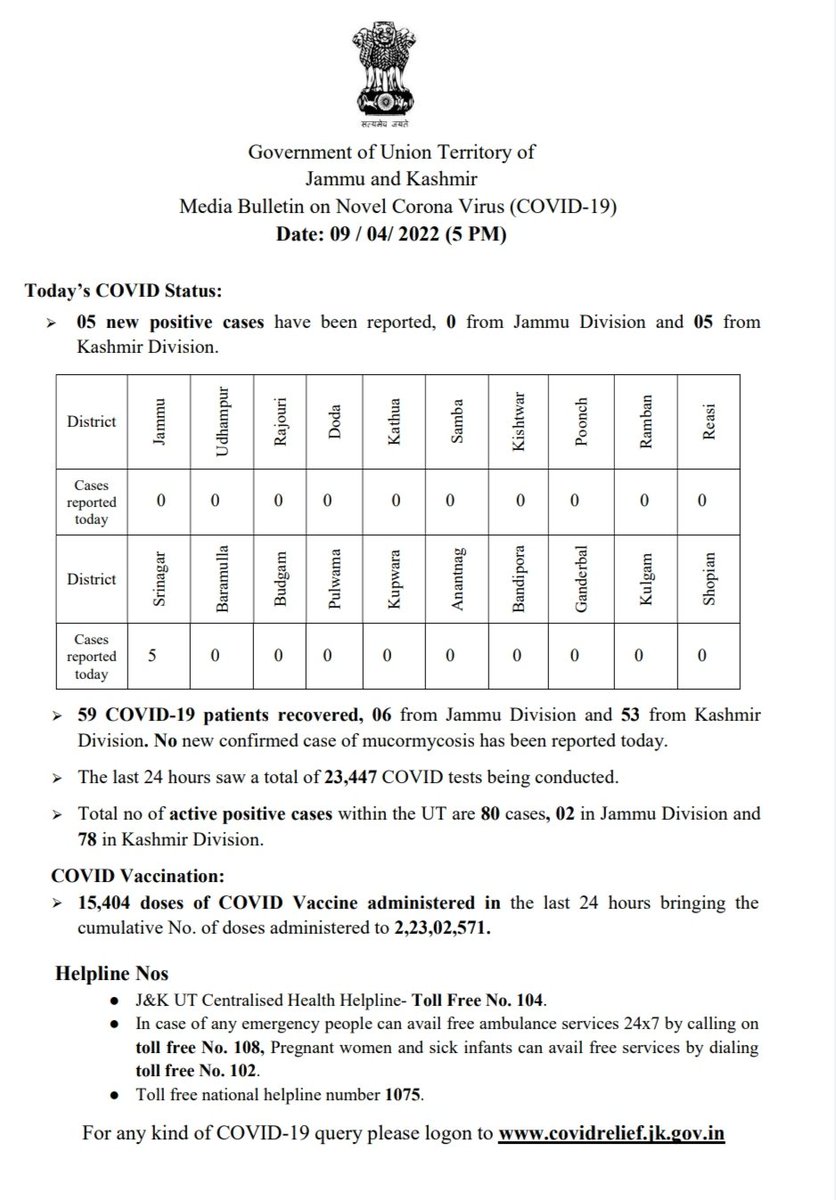 सत्यमेव जयते
Government of Union Territory of
Jammu and Kashmir
Media Bulletin on Novel Corona Virus (COVID-19)
Date: 09 / 04/ 2022 (5 PM)
Today’s COVID Status:
➢ 05 new positive cases have been reported, 0 from Jammu Division and 05 from
Kashmir Division.
District Jammu Udhampur Rajouri Doda Kathua Samba Kishtwar Poonch Ramban Reasi
Cases
reported
today
0 0 0 0 0 0 0 0 0 0
District Srinagar Baramulla Budgam Pulwama Kupwara Anantnag Bandipora Ganderbal Kulgam Shopian
Cases
reported
today
5 0 0 0 0 0 0 0 0 0
➢ 59 COVID-19 patients recovered, 06 from Jammu Division and 53 from Kashmir
Division. No new confirmed case of mucormycosis has been reported today.
➢ The last 24 hours saw a total of 23,447 COVID tests being conducted.
➢ Total no of active positive cases within the UT are 80 cases, 02 in Jammu Division and
78 in Kashmir Division.
COVID Vaccination:
➢ 15,404 doses of COVID Vaccine administered in the last 24 hours bringing the
cumulative No. of doses administered to 2,23,02,571.
Helpline Nos
● J&K UT Centralised Health Helpline- Toll Free No. 104.
● In case of any emergency people can avail free ambulance services 24x7 by calling on
toll free No. 108, Pregnant women and sick infants can avail free services by dialing
toll free No. 102.
● Toll free national helpline number 1075.
For any kind of COVID-19 query please logon to www.covidrelief.jk.gov.in